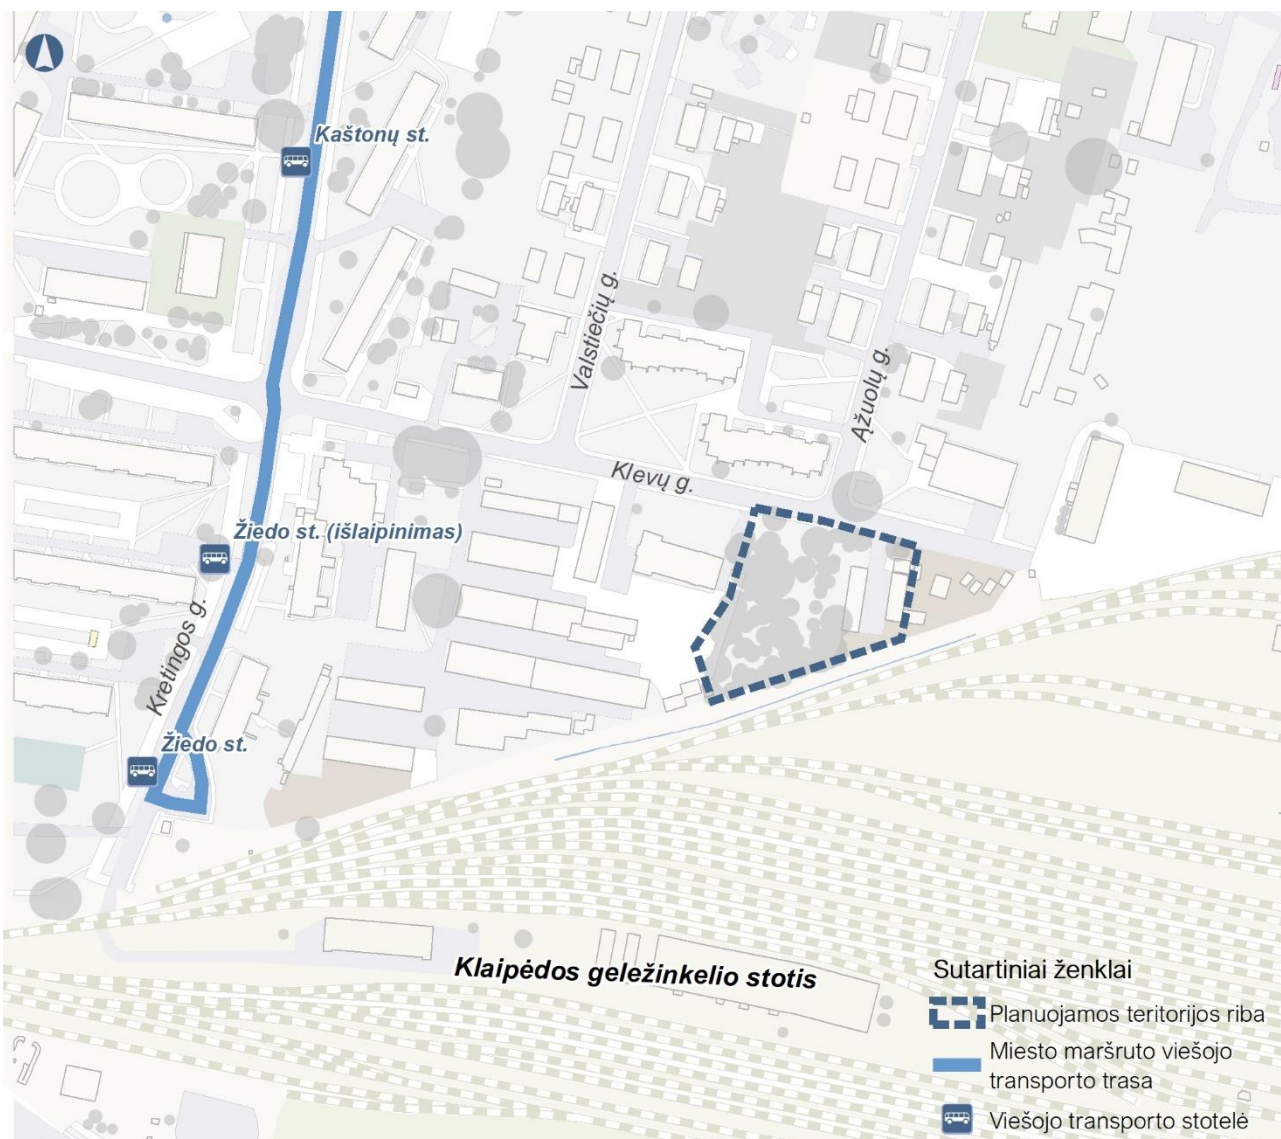 Kaštonų st.
Valstiečių g.
Ąžuolų g.
Klevų g.
Žiedo st. (išlaipinimas)
Kretingos g.
Žiedo st.
Klaipėdos geležinkelio stotis
Sutartiniai ženklai
Planuojamos teritorijos riba
Miesto maršruto viešojo
transporto trasa
Viešojo transporto stotelė